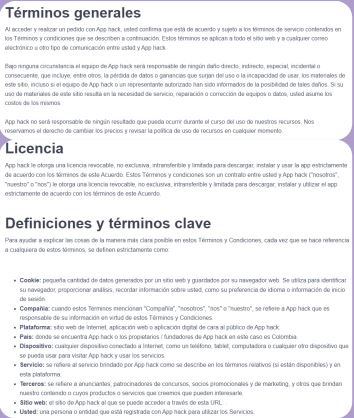 Términos generales
Al acceder y realizar un pedido con App hack, usted confirma que está de acuerdo y sujeto a los términos de servicio contenidos en
los Términos y condiciones que se describen a continuación. Estos términos se aplican a todo el sitio web y a cualquier correo
electrónico u otro tipo de comunicación entre usted y App hack.
Bajo ninguna circunstancia el equipo de App hack será responsable de ningún daño directo, indirecto, especial, incidental o
consecuente, que incluye, entre otros, la pérdida de datos o ganancias que surjan del uso o la incapacidad de usar, los materiales de
este sitio, incluso si el equipo de App hack o un representante autorizado han sido informados de la posibilidad de tales daños. Si su
uso de materiales de este sitio resulta en la necesidad de servicio, reparación o corrección de equipos o datos, usted asume los
costos de los mismos.
App hack no será responsable de ningún resultado que pueda ocurrir durante el curso del uso de nuestros recursos. Nos
reservamos el derecho de cambiar los precios y revisar la política de uso de recursos en cualquier momento.
Licencia
App hack le otorga una licencia revocable, no exclusiva, intransferible y limitada para descargar, instalar y usar la app estrictamente
de acuerdo con los términos de este Acuerdo. Estos Términos y condiciones son un contrato entre usted y App hack ("nosotros",
"nuestro" o "nos") le otorga una licencia revocable, no exclusiva, intransferible y limitada para descargar, instalar y utilizar el app
estrictamente de acuerdo con los términos de este Acuerdo.
Definiciones y términos clave
Para ayudar a explicar las cosas de la manera más clara posible en estos Términos y Condiciones, cada vez que se hace referencia
a cualquiera de estos términos, se definen estrictamente como:
• Cookie: pequeña cantidad de datos generados por un sitio web y guardados por su navegador web. Se utiliza para identificar
su navegador, proporcionar análisis, recordar información sobre usted, como su preferencia de idioma o información de inicio
de sesión.
• Compañía: cuando estos Términos mencionan "Compañía", "nosotros", "nos" o "nuestro", se refiere a App hack que es
responsable de su información en virtud de estos Términos y Condiciones.
• Plataforma: sitio web de Internet, aplicación web o aplicación digital de cara al público de App hack.
• País: donde se encuentra App hack o los propietarios / fundadores de App hack en este caso es Colombia.
• Dispositivo: cualquier dispositivo conectado a Internet, como un teléfono, tablet, computadora o cualquier otro dispositivo que
se pueda usar para visitar App hack y usar los servicios.
• Servicio: se refiere al servicio brindado por App hack como se describe en los términos relativos (si están disponibles) y en
esta plataforma.
• Terceros: se refiere a anunciantes, patrocinadores de concursos, socios promocionales y de marketing, y otros que brindan
nuestro contenido o cuyos productos o servicios que creemos que pueden interesarle.
• Sitio web: el sitio de App hack al que se puede acceder a través de esta URL.
• Usted: una persona o entidad que está registrada con App hack para utilizar los Servicios.